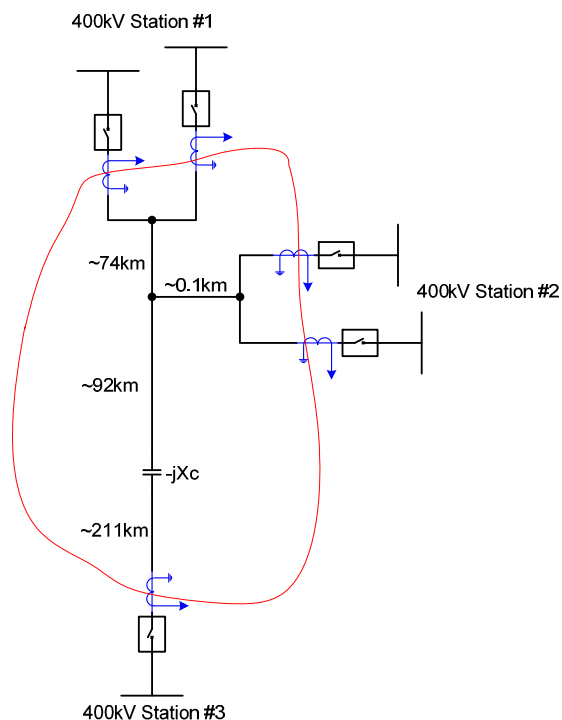 400kV Station #1
~74km
~0.1km
400kV Station #2
~92km
-jXc
~211km
400kV Station #3